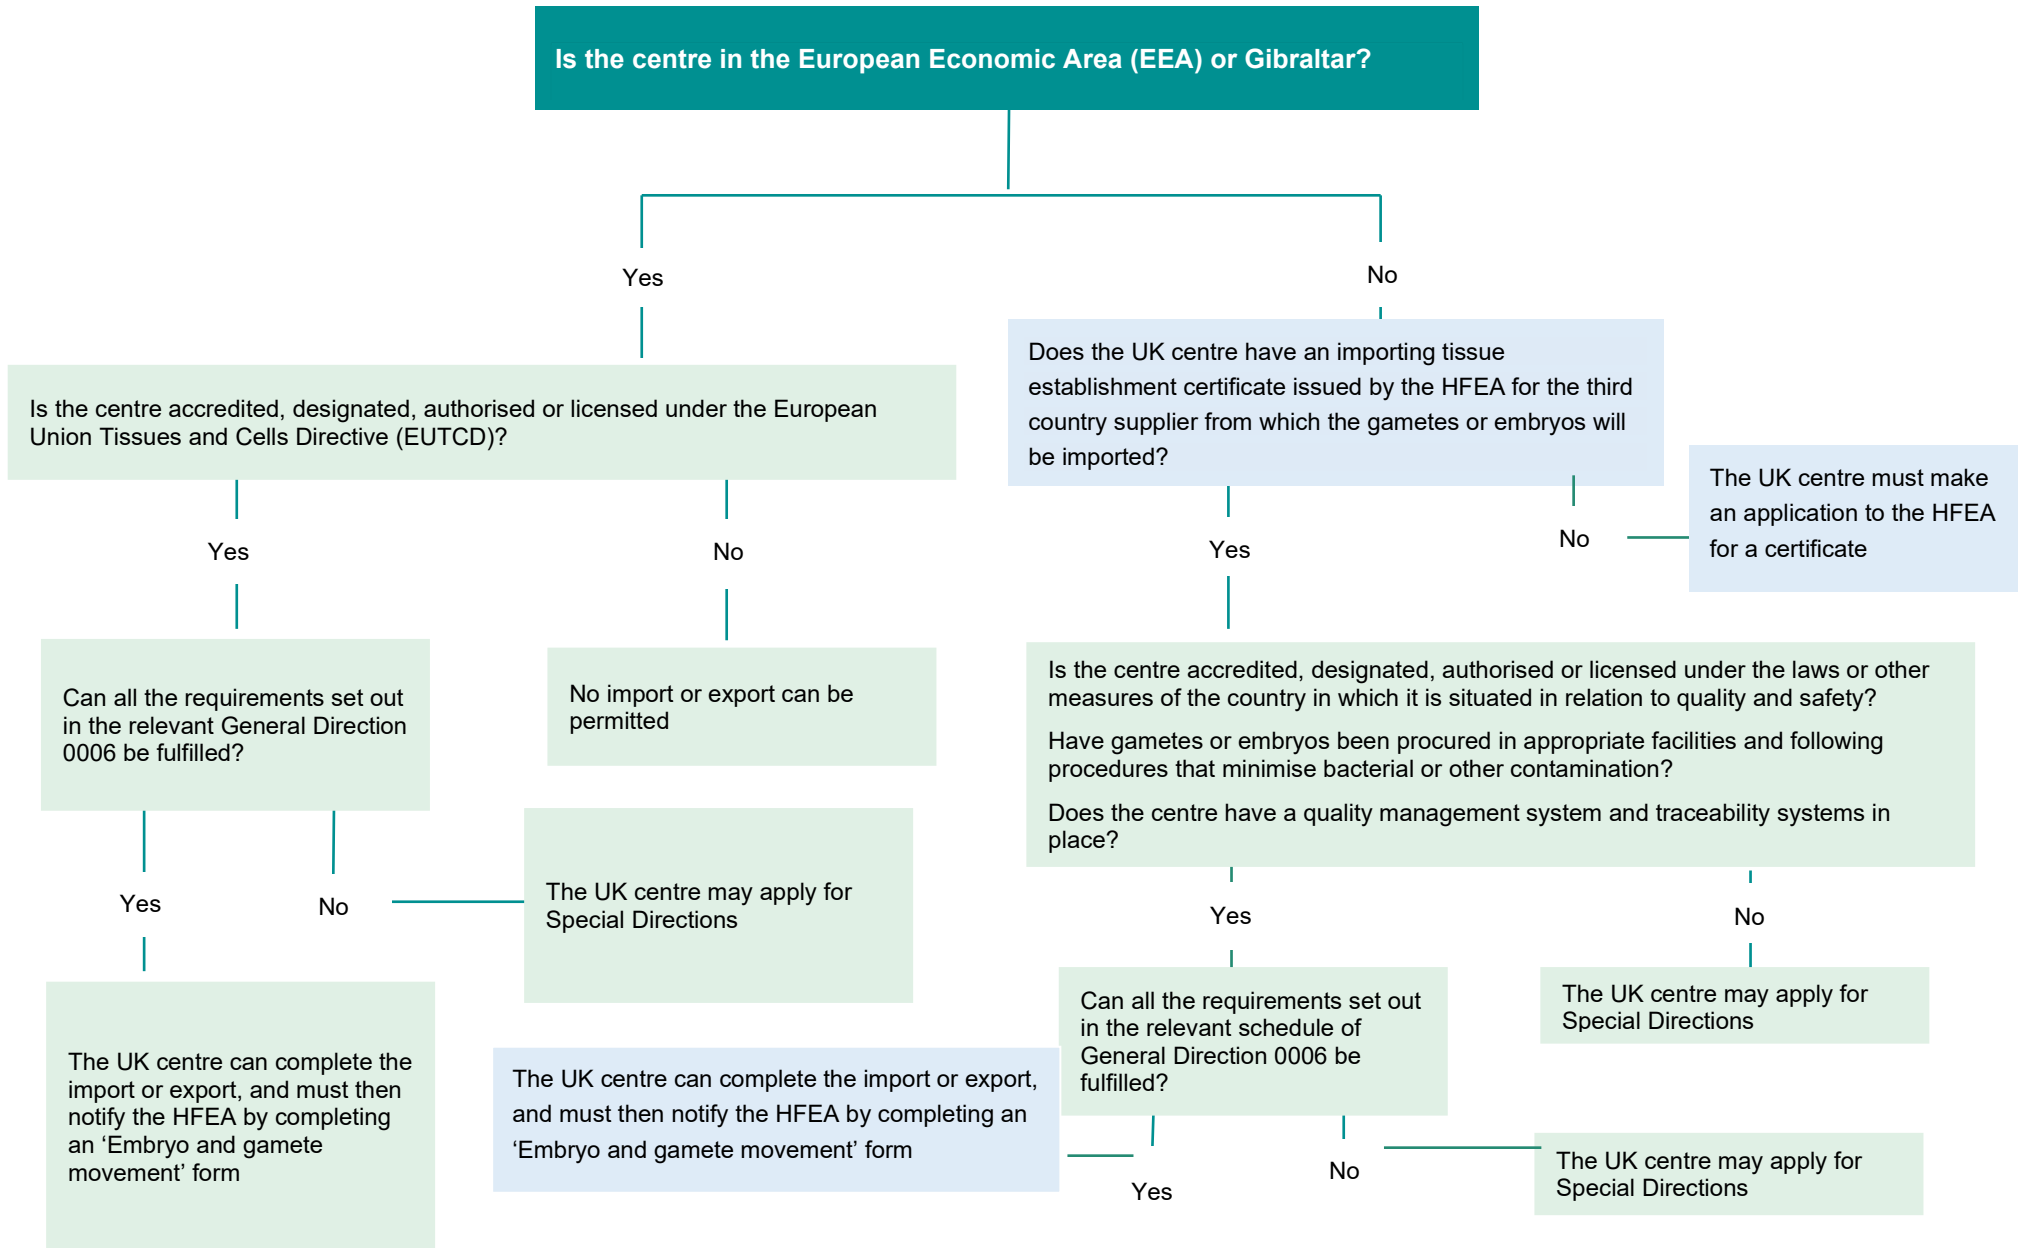 Is the centre in the European Economic Area (EEA) or Gibraltar?
Yes
No
Is the centre accredited, designated, authorised or licensed under the European
Union Tissues and Cells Directive (EUTCD)?
Does the UK centre have an importing tissue
establishment certificate issued by the HFEA for the third
country supplier from which the gametes or embryos will
be imported?
The UK centre must make
an application to the HFEA
for a certificate
Yes
No
Yes
No
Can all the requirements set out
in the relevant General Direction
0006 be fulfilled?
No import or export can be
permitted
Is the centre accredited, designated, authorised or licensed under the laws or other
measures of the country in which it is situated in relation to quality and safety?
Have gametes or embryos been procured in appropriate facilities and following
procedures that minimise bacterial or other contamination?
Does the centre have a quality management system and traceability systems in
place?
Yes
No
The UK centre may apply for
Special Directions
Yes
No
The UK centre can complete the
import or export, and must then
notify the HFEA by completing
an ‘Embryo and gamete
movement’ form
The UK centre can complete the import or export,
and must then notify the HFEA by completing an
‘Embryo and gamete movement’ form
Can all the requirements set out
in the relevant schedule of
General Direction 0006 be
fulfilled?
The UK centre may apply for
Special Directions
Yes
No
The UK centre may apply for
Special Directions